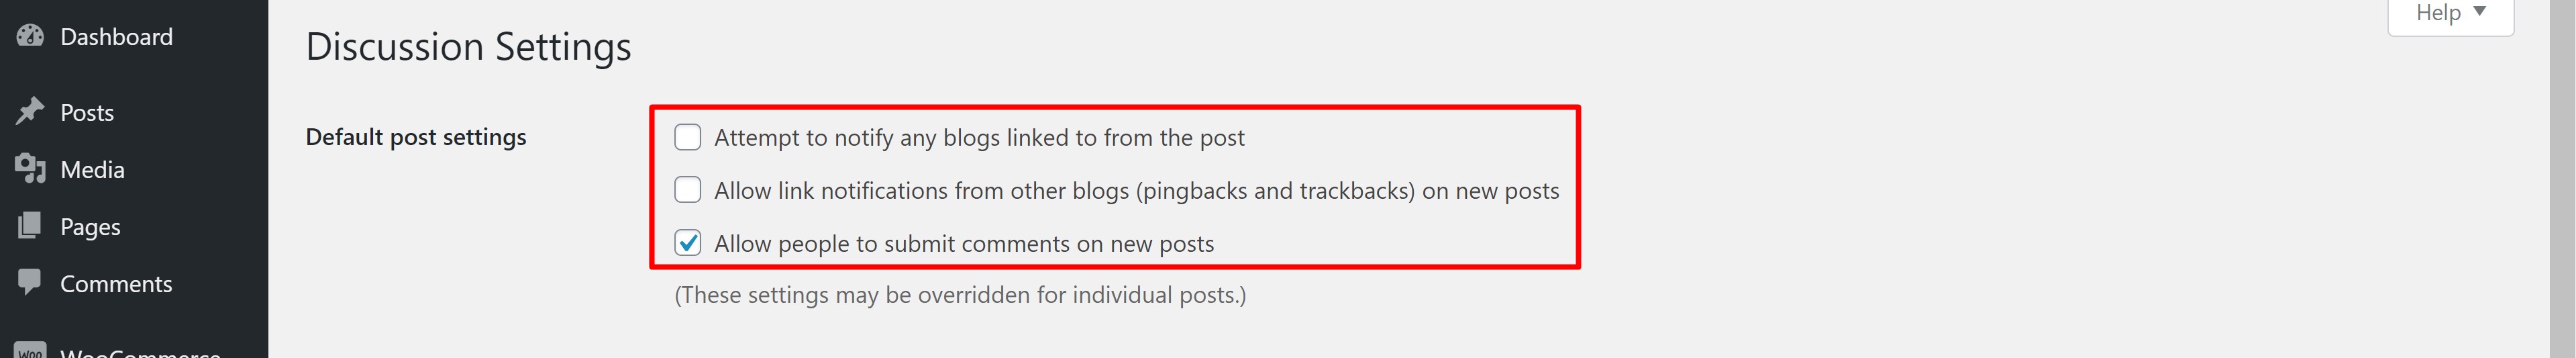 Dashboard
Posts
Media
Pages
Comments
Woo
WooCommerce
Discussion Settings
Help
Default post settings
Attempt to notify any blogs linked to from the post
Allow link notifications from other blogs (pingbacks and trackbacks) on new posts
Allow people to submit comments on new posts
(These settings may be overridden for individual posts.)